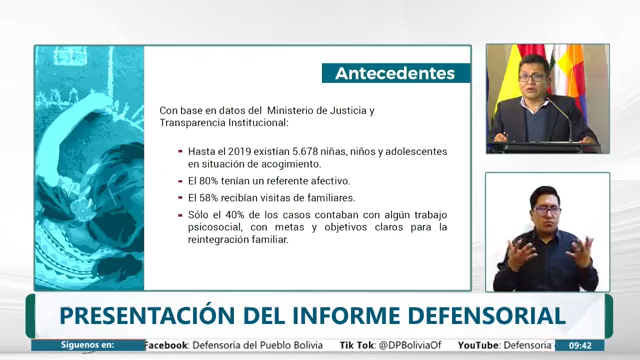 Antecedentes
Con base en datos del Ministerio de Justicia y
Transparencia Institucional:
Hasta el 2019 existían 5.678 niñas, niños y adolescentes
en situación de acogimiento.
El 80% tenían un referente afectivo.
El 58% recibían visitas de familiares.
Sólo el 40% de los casos contaban con algún trabajo
psicosocial, con metas y objetivos claros para la
reintegración familiar.
PRESENTACIÓN DEL INFORME DEFENSORIAL
Síguenos en: Facebook: Defensoría del Pueblo Bolivia Tik Tok: @DPBoliviaOf YouTube: Defensoría 09:42